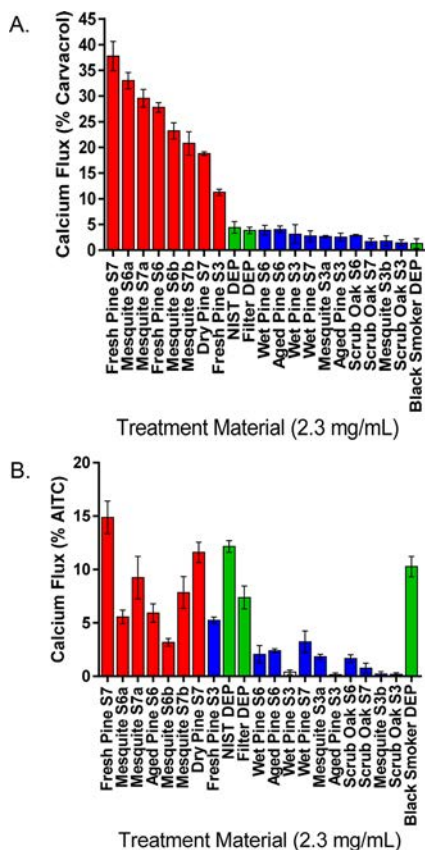 A.
Calcium Flux (% Carvacrol)
45
40
35
30
25
20
15
10
5
0
Fresh Pine S7
Mesquite S6a
Mesquite S7a
Fresh Pine S6
Mesquite S6b
Mesquite S7b
Dry Pine S7
Fresh Pine S3
NIST DEP
Filter DEP
Wet Pine S6
Aged Pine S6
Wet Pine S3
Wet Pine S7
Mesquite S3a
Aged Pine S3
Scrub Oak S6
Scrub Oak S7
Mesquite S3b
Scrub Oak S3
Black Smoker DEP
Treatment Material (2.3 mg/mL)
B.
Calcium Flux (% AITC)
20
15
10
5
0
Fresh Pine S7
Mesquite S6a
Mesquite S7a
Aged Pine S6
Mesquite S6b
Mesquite S7b
Dry Pine S7
Fresh Pine S3
NIST DEP
Filter DEP
Wet Pine S6
Aged Pine S6
Wet Pine S3
Wet Pine S7
Mesquite S3a
Aged Pine S3
Scrub Oak S6
Scrub Oak S7
Mesquite S3b
Scrub Oak S3
Black Smoker DEP
Treatment Material (2.3 mg/mL)